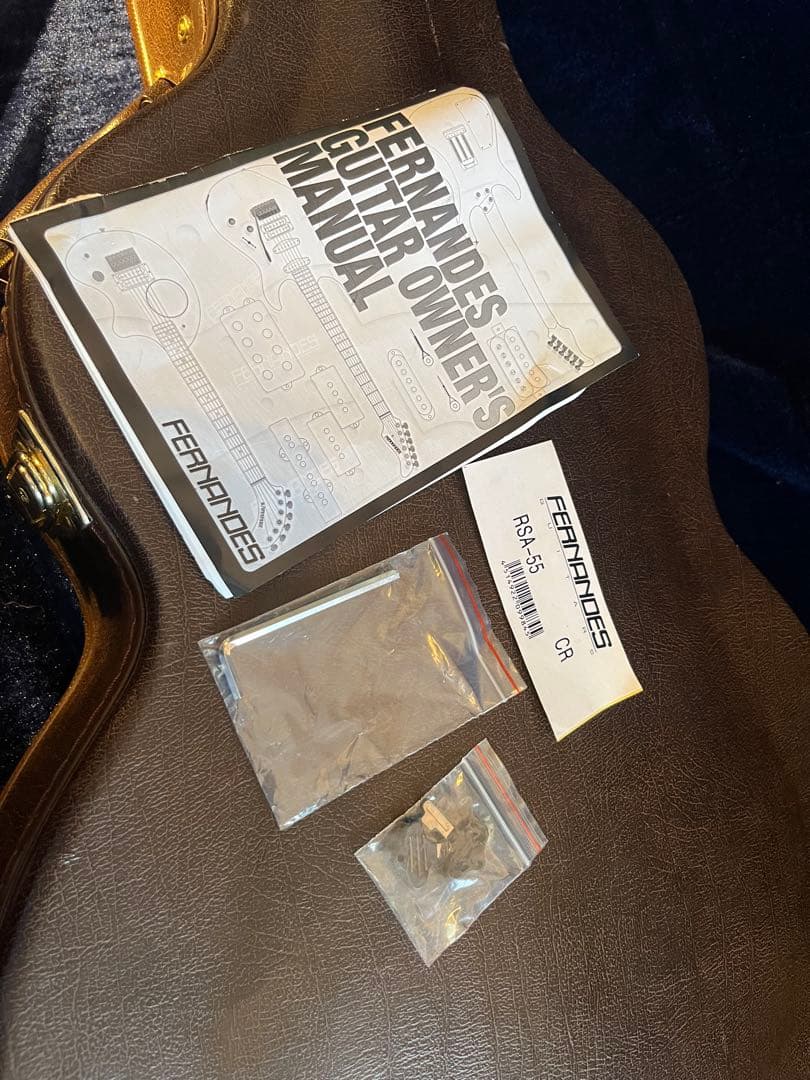 FERNANDES
GUITAR OWNER'S
MANUAL
FERNANDES
FERNANDES
GUITARS
RSA-55
CR